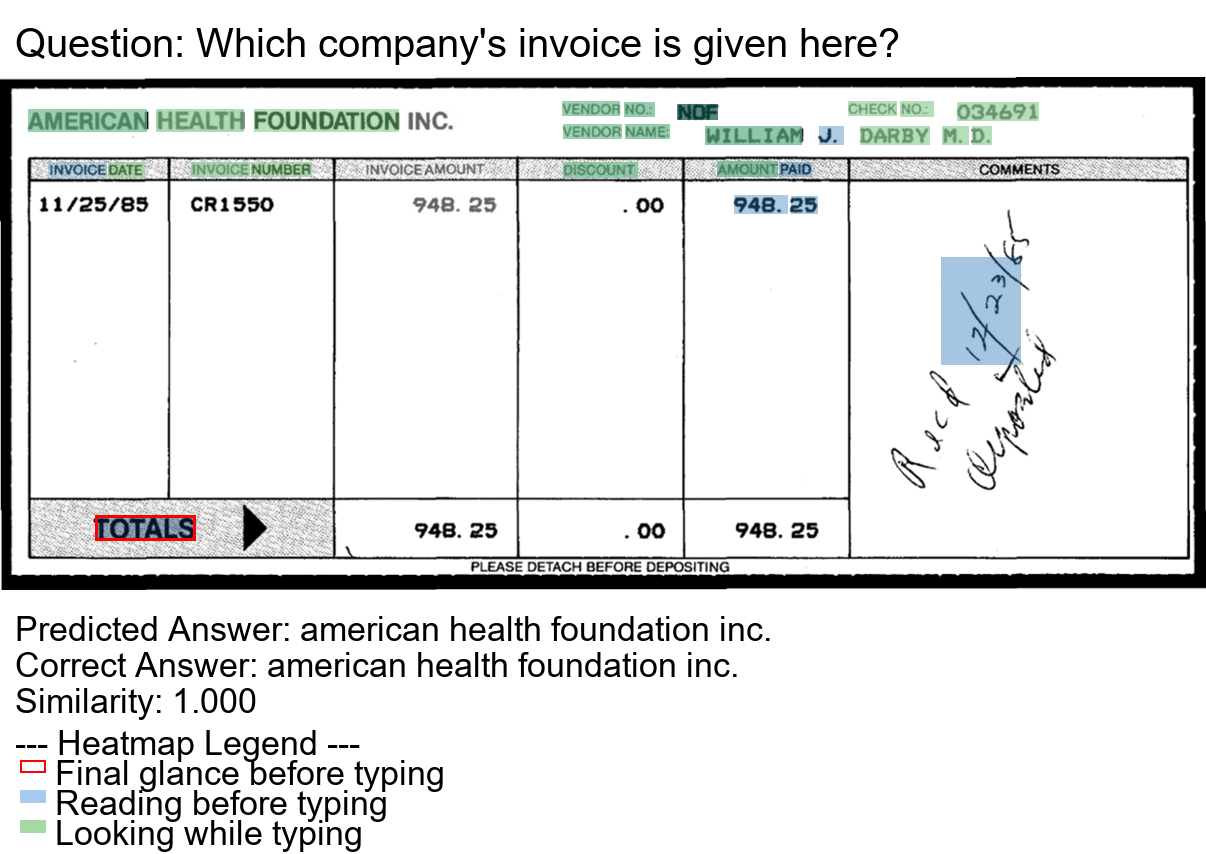 Question: Which company's invoice is given here?
AMERICAN HEALTH FOUNDATION INC.
VENDOR NO.: NDF
CHECK NO.: 034691
VENDOR NAME: WILLIAM J. DARBY M. D.
INVOICE DATE INVOICE NUMBER INVOICE AMOUNT DISCOUNT AMOUNT PAID COMMENTS
11/25/85 CR1550 948.25 .00 948.25
Recd 12/23/85
deposited
TOTALS 948.25 .00 948.25
PLEASE DETACH BEFORE DEPOSITING
Predicted Answer: american health foundation inc.
Correct Answer: american health foundation inc.
Similarity: 1.000
--- Heatmap Legend ---
Final glance before typing
Reading before typing
Looking while typing